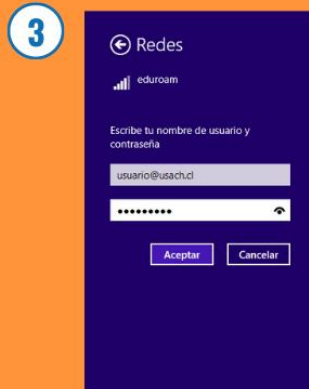 3
Redes
eduroam
Escribe tu nombre de usuario y
contraseña
usuario@usach.cl
•••••••••
Aceptar Cancelar